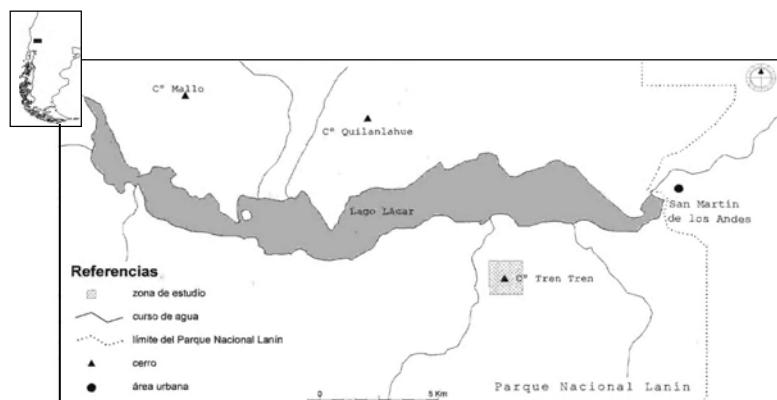 Cº Mallo
Cº Quilanlahue
Lago LÁcar
San Martín
de los Andes
Referencias
zona de estudio
curso de agua
límite del Parque Nacional Lanín
cerro
área urbana
Cº Tren Tren
0 5 Km
Parque Nacional Lanín